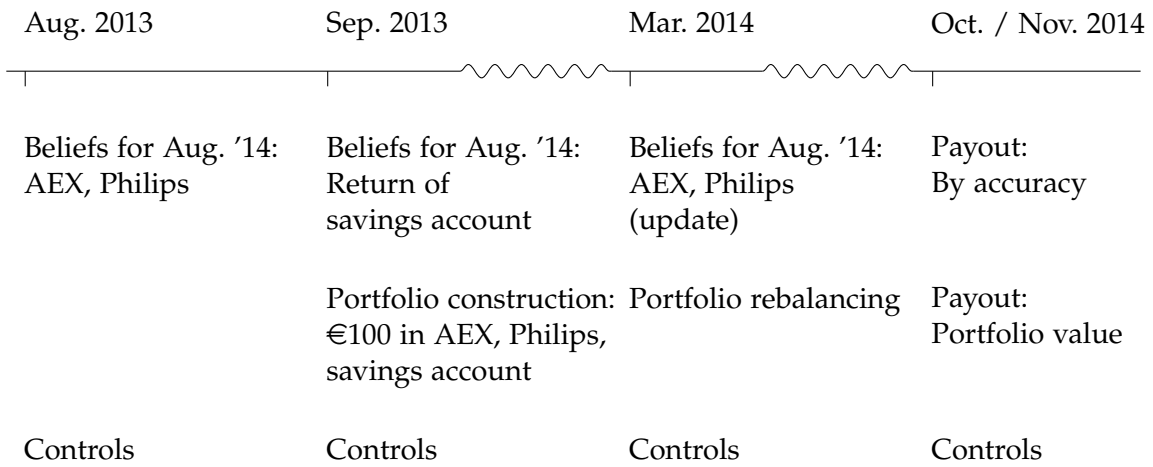 Aug. 2013
Sep. 2013
Mar. 2014
Oct. / Nov. 2014
Beliefs for Aug. ’14:
AEX, Philips
Beliefs for Aug. ’14:
Return of
savings account
Beliefs for Aug. ’14:
AEX, Philips
(update)
Payout:
By accuracy
Portfolio construction:
€100 in AEX, Philips,
savings account
Portfolio rebalancing
Payout:
Portfolio value
Controls
Controls
Controls
Controls